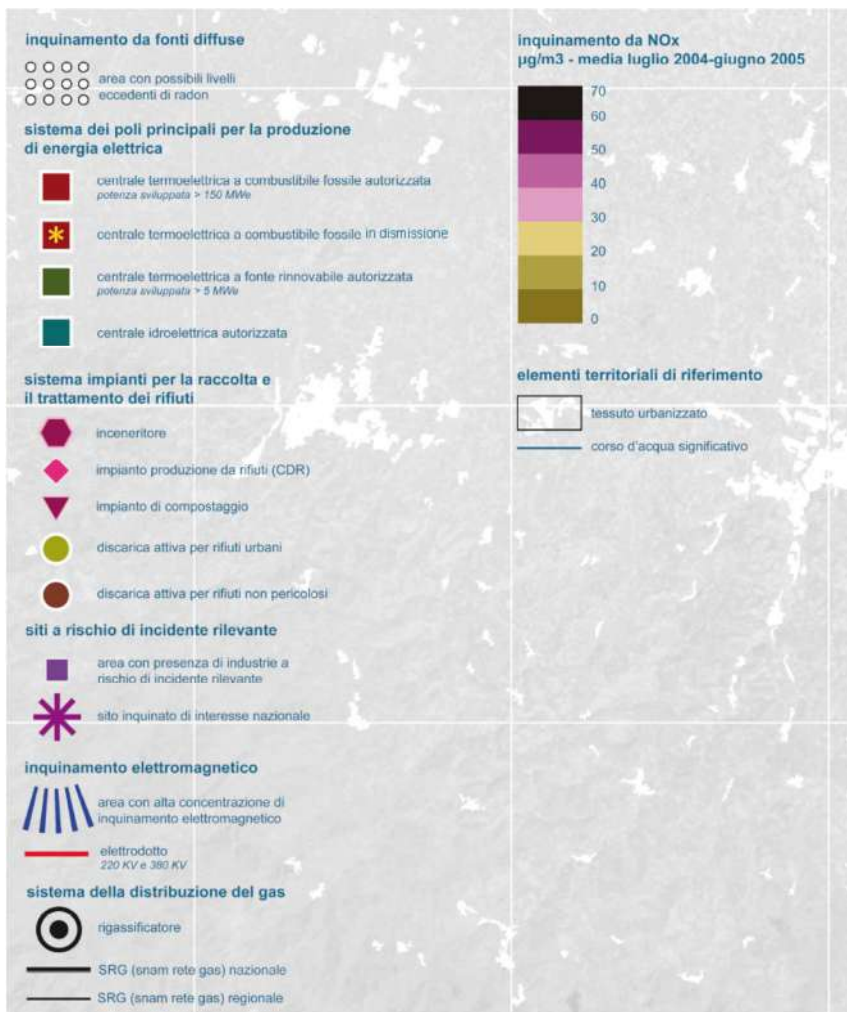 inquinamento da fonti diffuse
area con possibili livelli
eccedenti di radon
sistema dei poli principali per la produzione
di energia elettrica
centrale termoelettrica a combustibile fossile autorizzata
potenza sviluppata > 150 MWe
centrale termoelettrica a combustibile fossile in dismissione
centrale termoelettrica a fonte rinnovabile autorizzata
potenza sviluppata > 5 MWe
centrale idroelettrica autorizzata
sistema impianti per la raccolta e
il trattamento dei rifiuti
inceneritore
impianto produzione da rifiuti (CDR)
impianto di compostaggio
discarica attiva per rifiuti urbani
discarica attiva per rifiuti non pericolosi
siti a rischio di incidente rilevante
area con presenza di industrie a
rischio di incidente rilevante
sito inquinato di interesse nazionale
inquinamento elettromagnetico
area con alta concentrazione di
inquinamento elettromagnetico
elettrodotto
220 KV e 380 KV
sistema della distribuzione del gas
rigassificatore
SRG (snam rete gas) nazionale
SRG (snam rete gas) regionale
inquinamento da NOx
µg/m3 - media luglio 2004-giugno 2005
70
60
50
40
30
20
10
0
elementi territoriali di riferimento
tessuto urbanizzato
corso d'acqua significativo